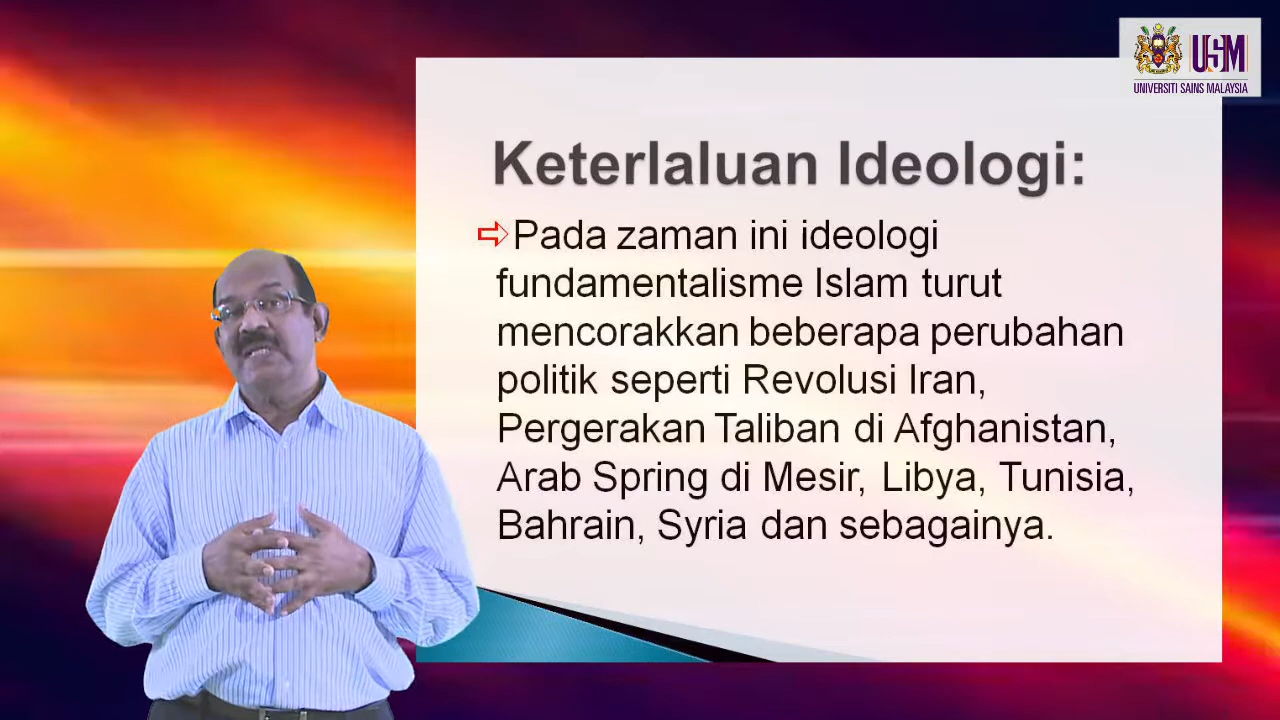 USM
UNIVERSITI SAINS MALAYSIA
Keterlaluan Ideologi:
Pada zaman ini ideologi
fundamentalisme Islam turut
mencorakkan beberapa perubahan
politik seperti Revolusi Iran,
Pergerakan Taliban di Afghanistan,
Arab Spring di Mesir, Libya, Tunisia,
Bahrain, Syria dan sebagainya.